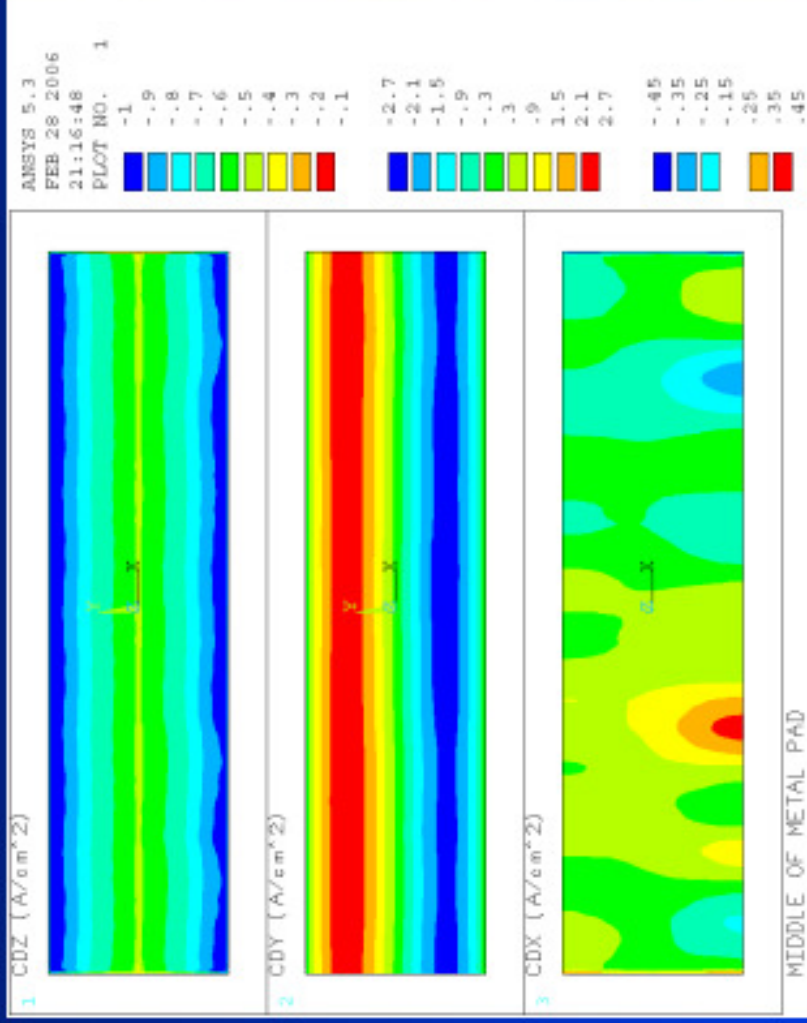 ANSYS 5.3
FEB 28 2006
21:16:48
PLOT NO. 1
-1
-.9
-.8
-.7
-.6
-.5
-.4
-.3
-.2
-.1
-2.7
-2.1
-1.5
-.9
-.3
.3
.9
1.5
2.1
2.7
-.45
-.35
-.25
-.15
.25
.35
.45
1
CDZ (A/cm^2)
Y
Z
X
2
CDY (A/cm^2)
Y
Z
X
3
CDX (A/cm^2)
Z
X
MIDDLE OF METAL PAD